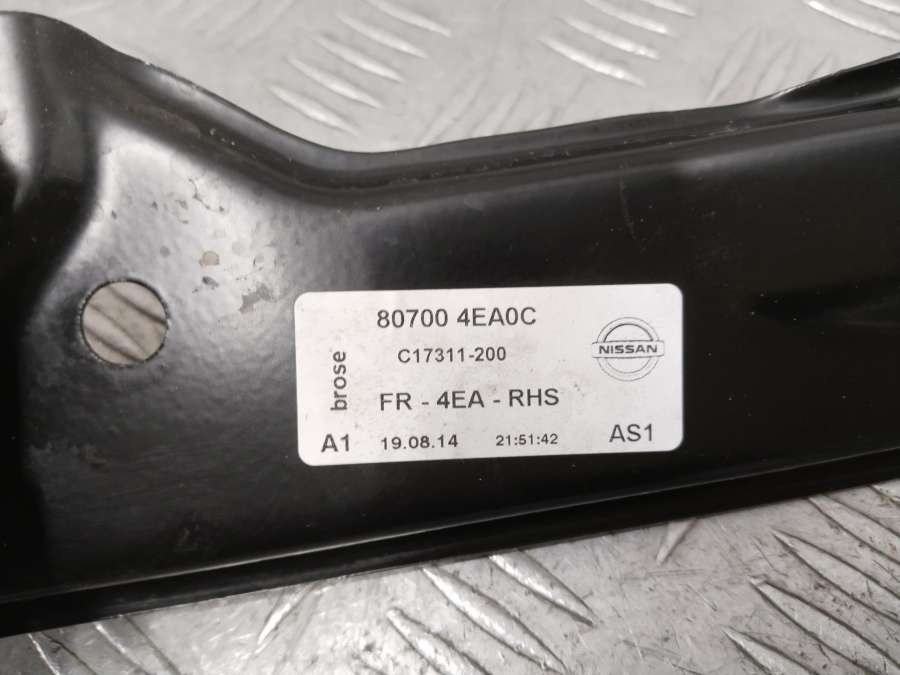 80700 4EA0C
NISSAN
brose
C17311-200
FR - 4EA - RHS
A1 19.08.14 21:51:42 AS1